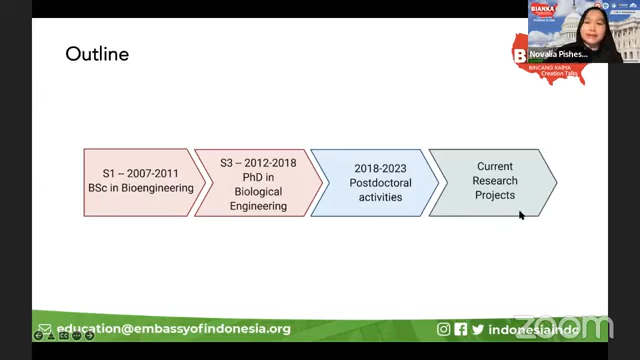 Outline
BIANKA
Novalia Pishes...
B
BINCANG KARYA
Creation Talks
S1 -- 2007-2011
BSc in Bioengineering
S3 -- 2012-2018
PhD in
Biological
Engineering
2018-2023
Postdoctoral
activities
Current
Research
Projects
education@embassyofindonesia.org
indonesiaindc
zoom